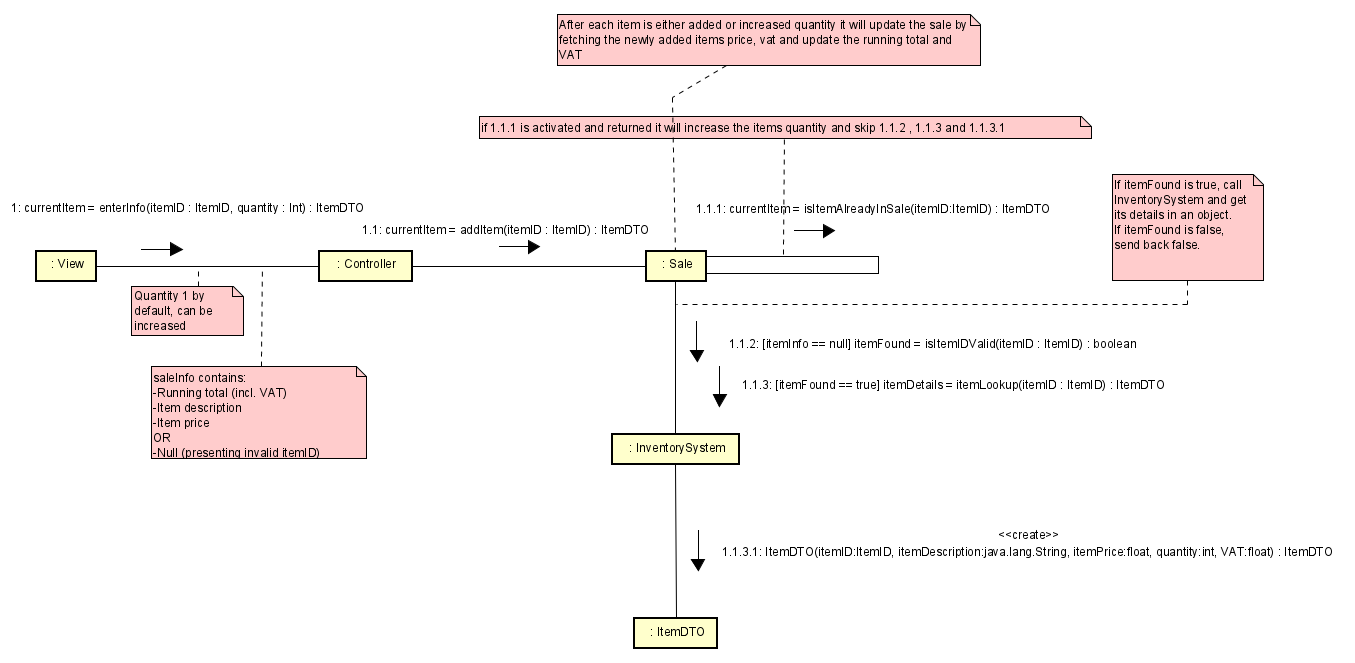 After each item is either added or increased quantity it will update the sale by
fetching the newly added items price, vat and update the running total and
VAT
if 1.1.1 is activated and returned it will increase the items quantity and skip 1.1.2 , 1.1.3 and 1.1.3.1
If itemFound is true, call
InventorySystem and get
its details in an object.
If itemFound is false,
send back false.
1: currentItem = enterInfo(itemID : ItemID, quantity : Int) : ItemDTO
1.1: currentItem = addItem(itemID : ItemID) : ItemDTO
1.1.1: currentItem = isItemAlreadyInSale(itemID:ItemID) : ItemDTO
: View
: Controller
: Sale
Quantity 1 by
default, can be
increased
saleInfo contains:
-Running total (incl. VAT)
-Item description
-Item price
OR
-Null (presenting invalid itemID)
1.1.2: [itemInfo == null] itemFound = isItemIDValid(itemID : ItemID) : boolean
1.1.3: [itemFound == true] itemDetails = itemLookup(itemID : ItemID) : ItemDTO
: InventorySystem
<<create>>
1.1.3.1: ItemDTO(itemID:ItemID, itemDescription:java.lang.String, itemPrice:float, quantity:int, VAT:float) : ItemDTO
: ItemDTO